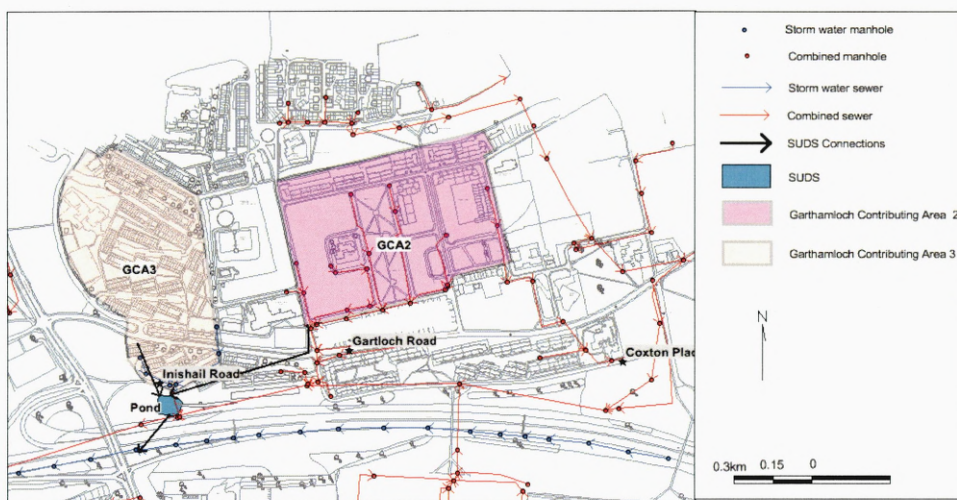 GCA2
GCA3
Gartloch Road
Coxton Plac
Inishail Road
Pond
Storm water manhole
Combined manhole
Storm water sewer
Combined sewer
SUDS Connections
SUDS
Garthamloch Contributing Area 2
Garthamloch Contributing Area 3
N
0.3km 0.15 0